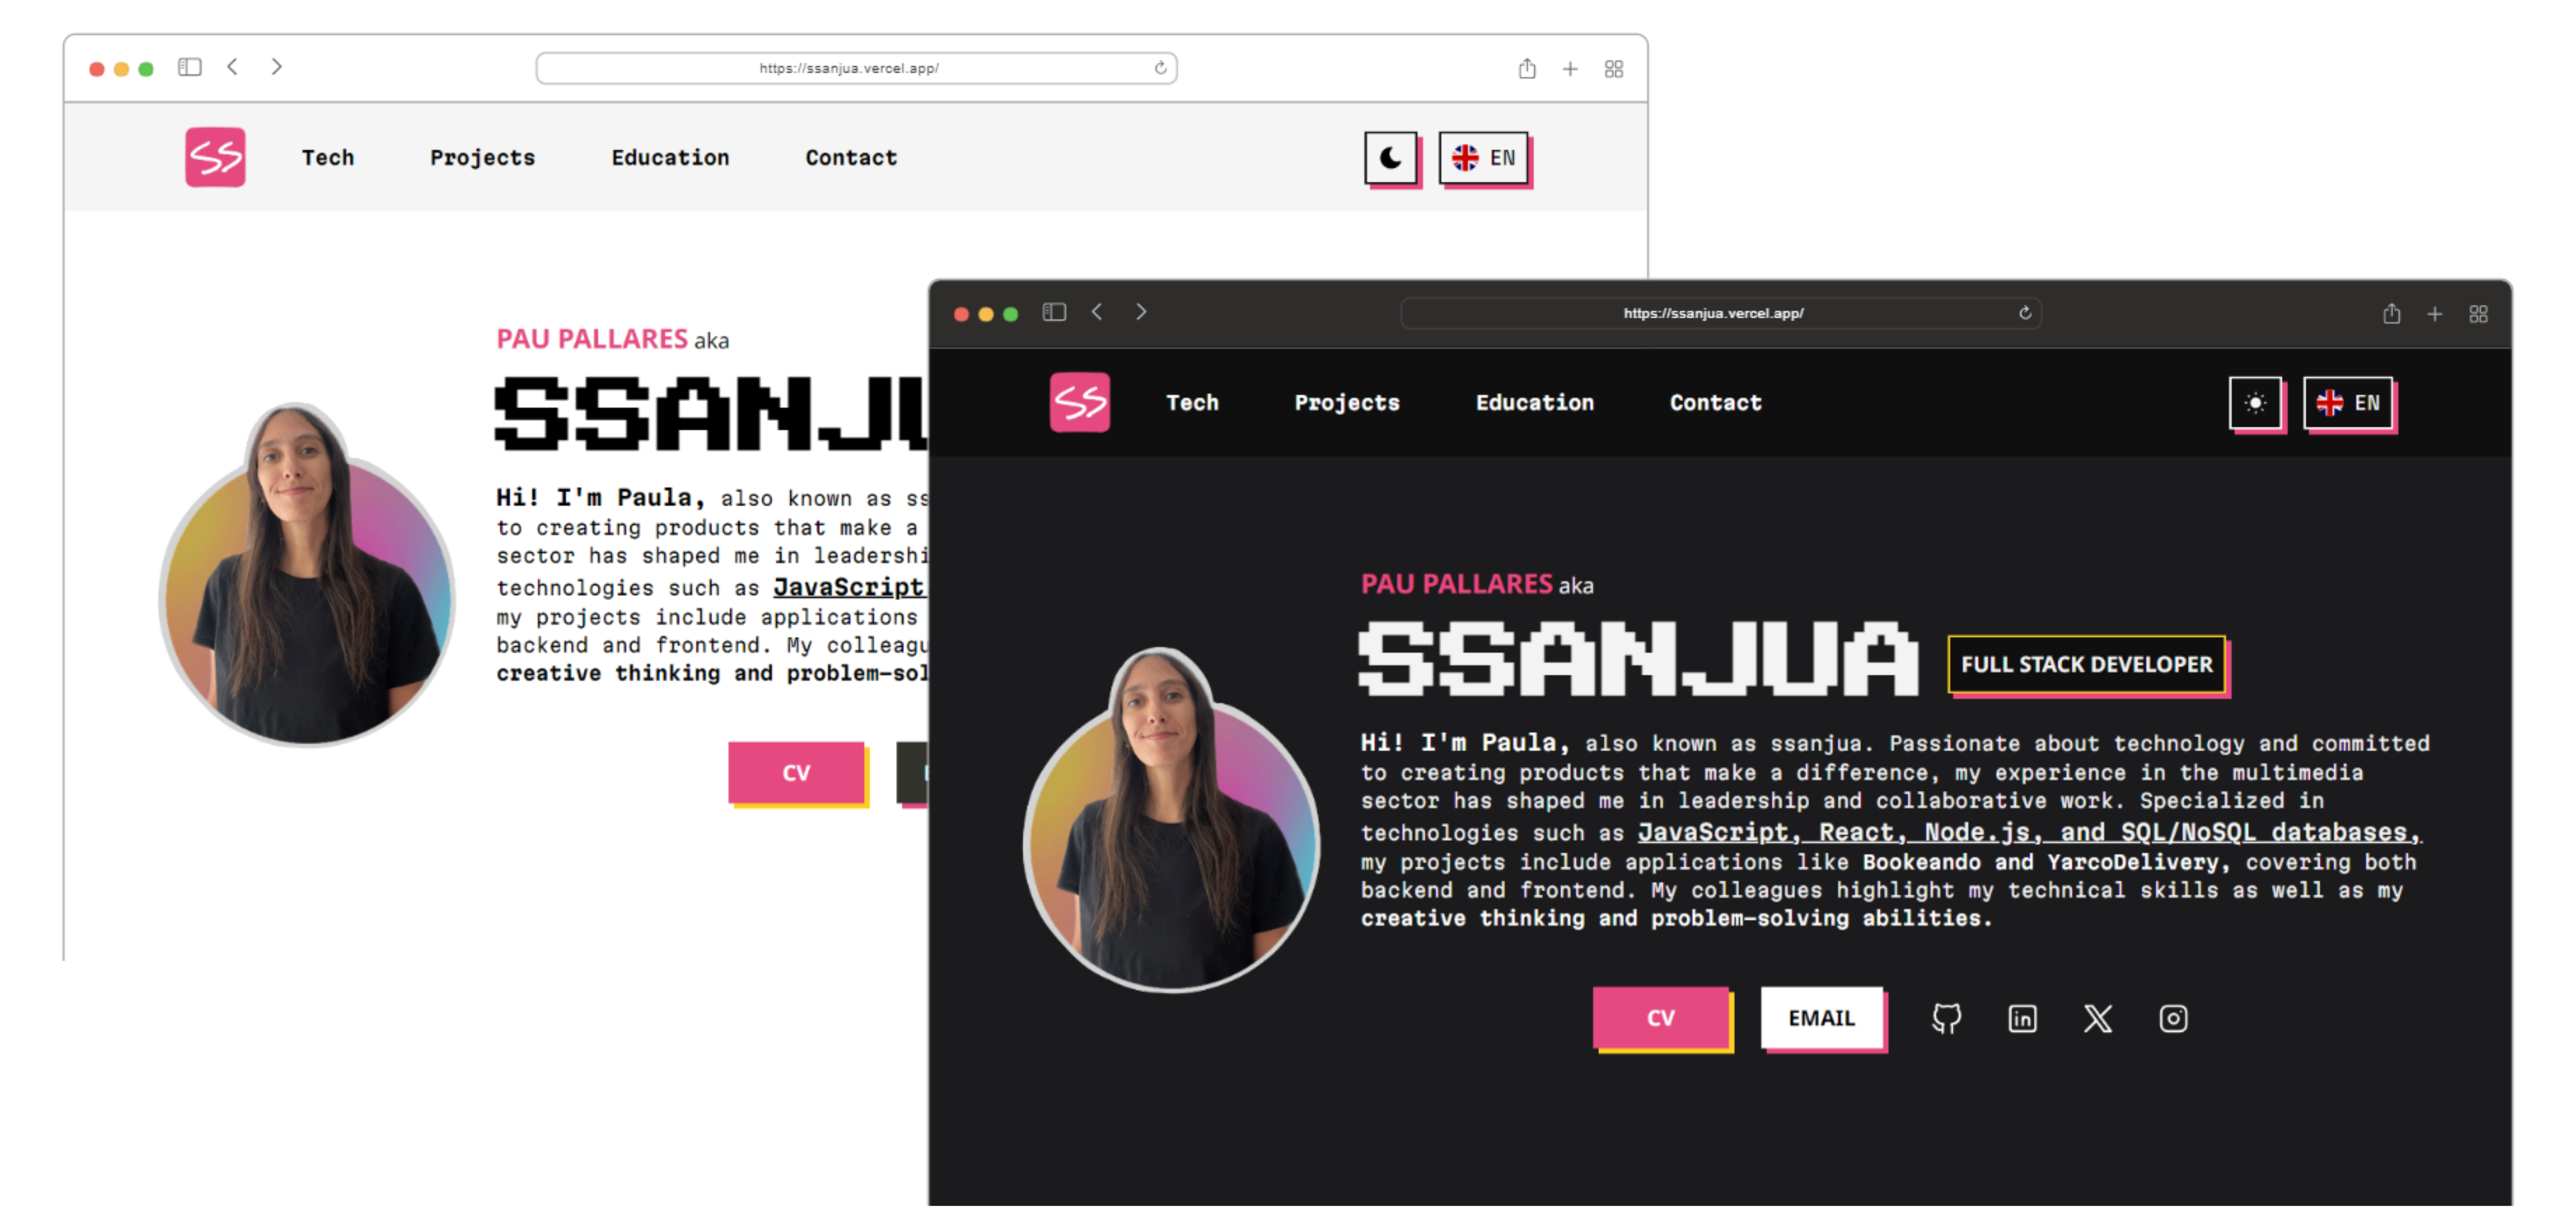 https://ssanjua.vercel.app/
SS
Tech
Projects
Education
Contact
EN
PAU PALLARES aka
SSANJU
Hi! I'm Paula, also known as ss
to creating products that make a
sector has shaped me in leadershi
technologies such as JavaScript
my projects include applications
backend and frontend. My colleagu
creative thinking and problem-sol
CV
https://ssanjua.vercel.app/
SS
Tech
Projects
Education
Contact
EN
PAU PALLARES aka
SSANJUA
FULL STACK DEVELOPER
Hi! I'm Paula, also known as ssanjua. Passionate about technology and committed
to creating products that make a difference, my experience in the multimedia
sector has shaped me in leadership and collaborative work. Specialized in
technologies such as JavaScript, React, Node.js, and SQL/NoSQL databases,
my projects include applications like Bookeando and YarcoDelivery, covering both
backend and frontend. My colleagues highlight my technical skills as well as my
creative thinking and problem-solving abilities.
CV
EMAIL
in